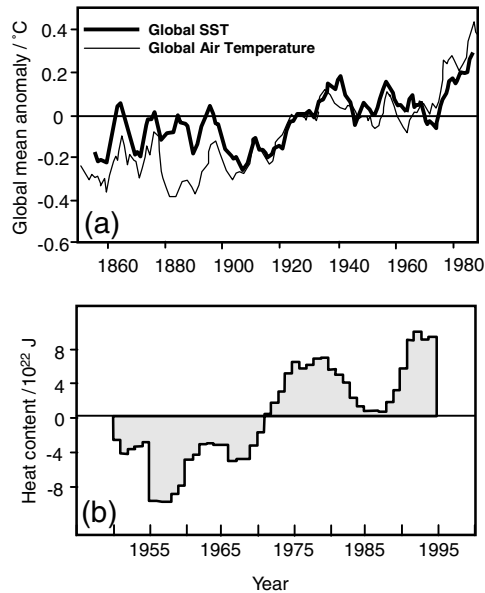 Global SST
Global Air Temperature
Global mean anomaly / °C
0.4
0.2
0
-0.2
-0.4
-0.6
(a)
1860 1880 1900 1920 1940 1960 1980
Heat content /10²² J
8
4
0
-4
-8
(b)
1955 1965 1975 1985 1995
Year